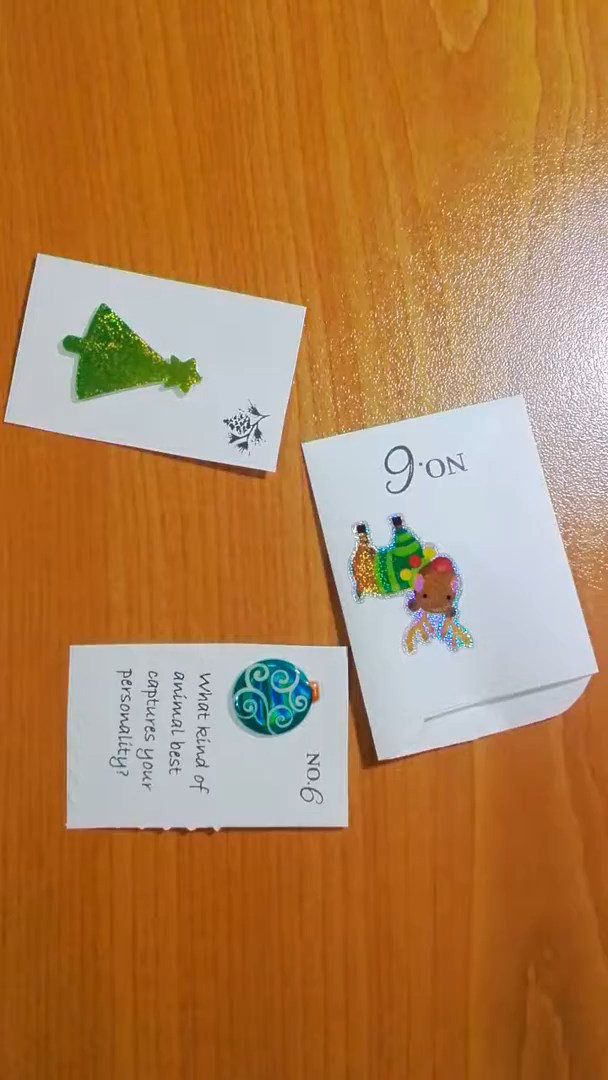 NO.6
NO.6
What kind of
animal best
captures your
personality?